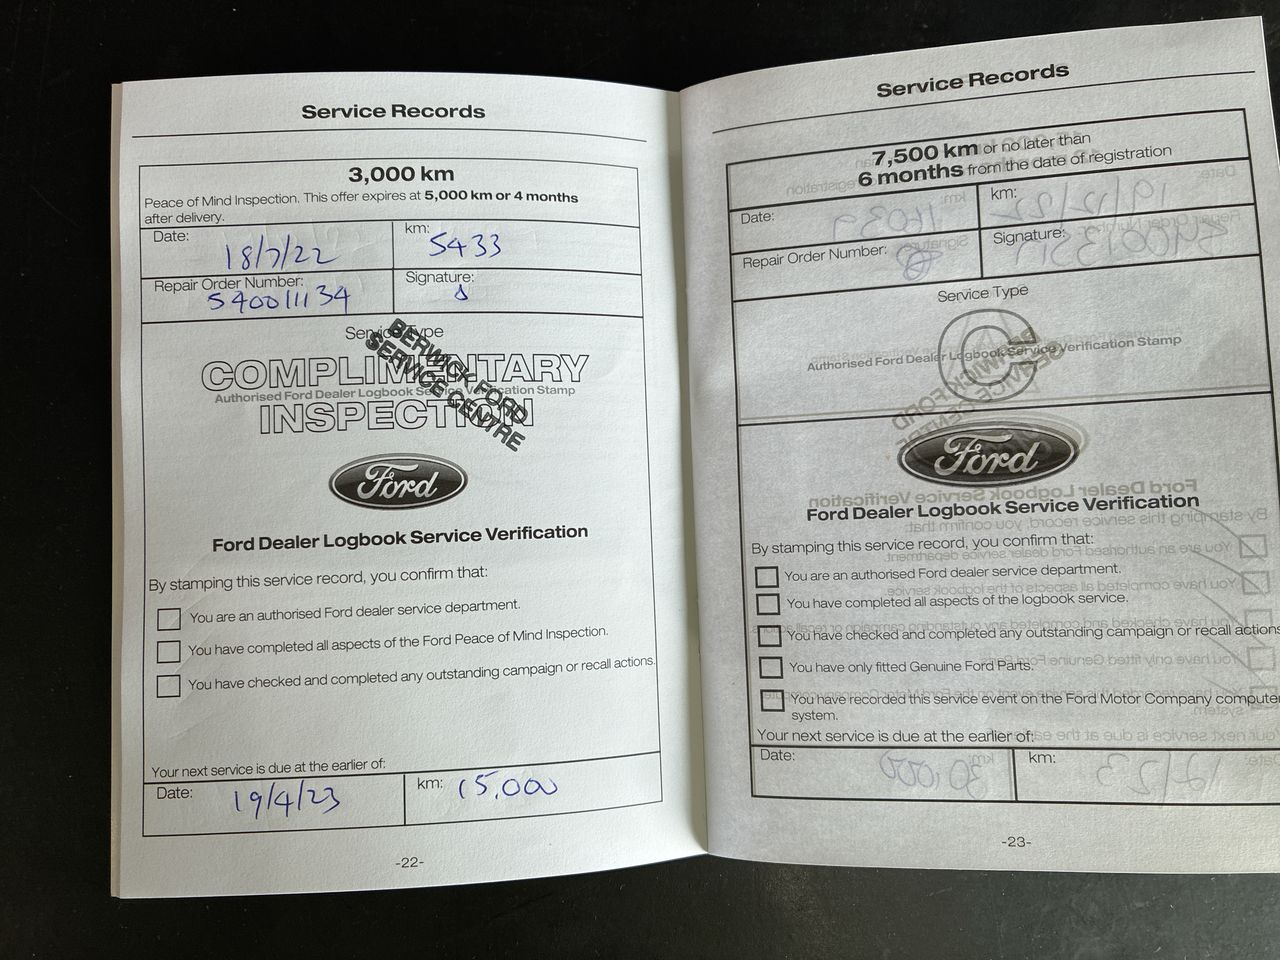 Service Records
3,000 km
Peace of Mind Inspection. This offer expires at 5,000 km or 4 months
after delivery.
Date: 18/7/22
km: 5433
Repair Order Number: 540011134
Signature:
Service Type
COMPLIMENTARY
Authorised Ford Dealer Logbook Service Verification Stamp
INSPECTION
BERWICK FORD
SERVICE CENTRE
Ford
Ford Dealer Logbook Service Verification
By stamping this service record, you confirm that:
You are an authorised Ford dealer service department.
You have completed all aspects of the Ford Peace of Mind Inspection.
You have checked and completed any outstanding campaign or recall actions.
Your next service is due at the earlier of:
Date: 19/4/23
km: 15,000
-22-
Service Records
7,500 km or no later than
6 months from the date of registration
Date:
km:
Repair Order Number:
Signature:
Service Type
C
Authorised Ford Dealer Logbook Service Verification Stamp
Ford
Ford Dealer Logbook Service Verification
By stamping this service record, you confirm that:
You are an authorised Ford dealer service department.
You have completed all aspects of the logbook service.
You have checked and completed any outstanding campaign or recall actions
You have only fitted Genuine Ford Parts.
You have recorded this service event on the Ford Motor Company computer
system.
Your next service is due at the earlier of:
Date:
km:
-23-